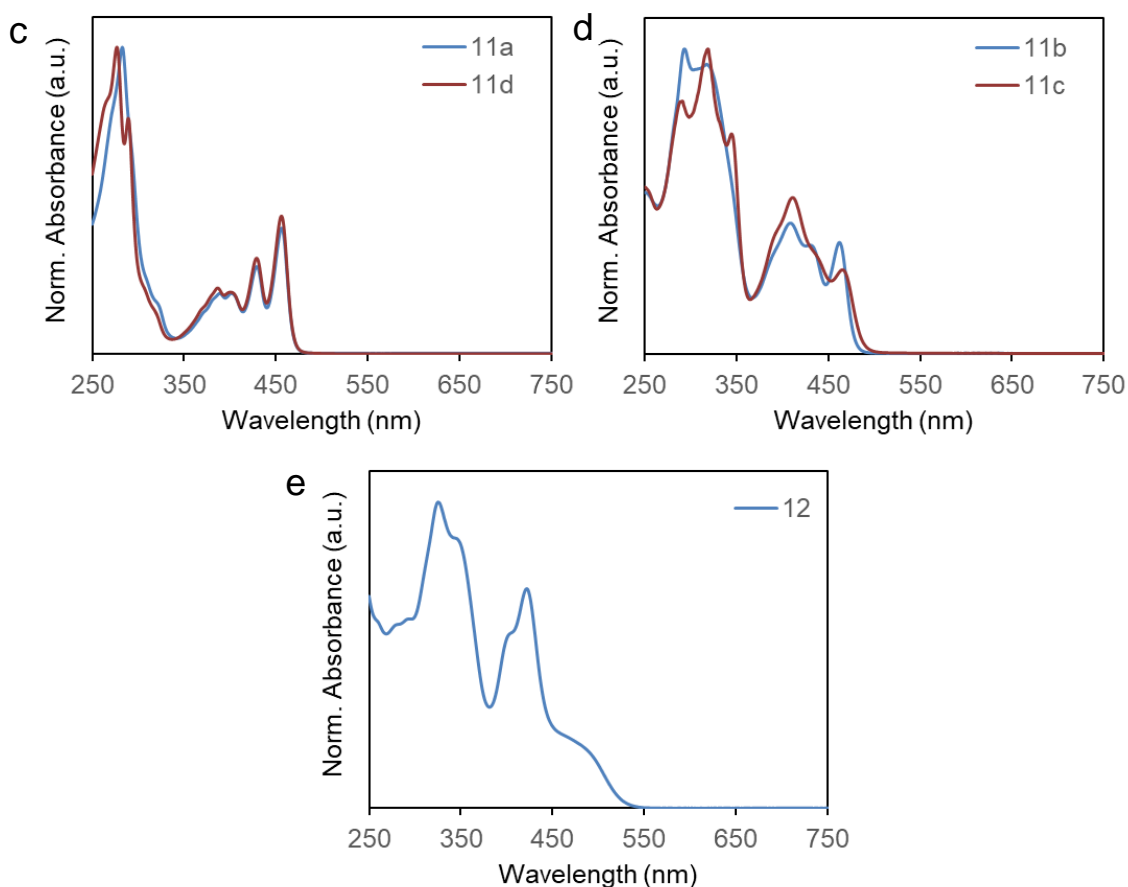 c
11a
11d
Norm. Absorbance (a.u.)
250 350 450 550 650 750
Wavelength (nm)
d
11b
11c
Norm. Absorbance (a.u.)
250 350 450 550 650 750
Wavelength (nm)
e
12
Norm. Absorbance (a.u.)
250 350 450 550 650 750
Wavelength (nm)